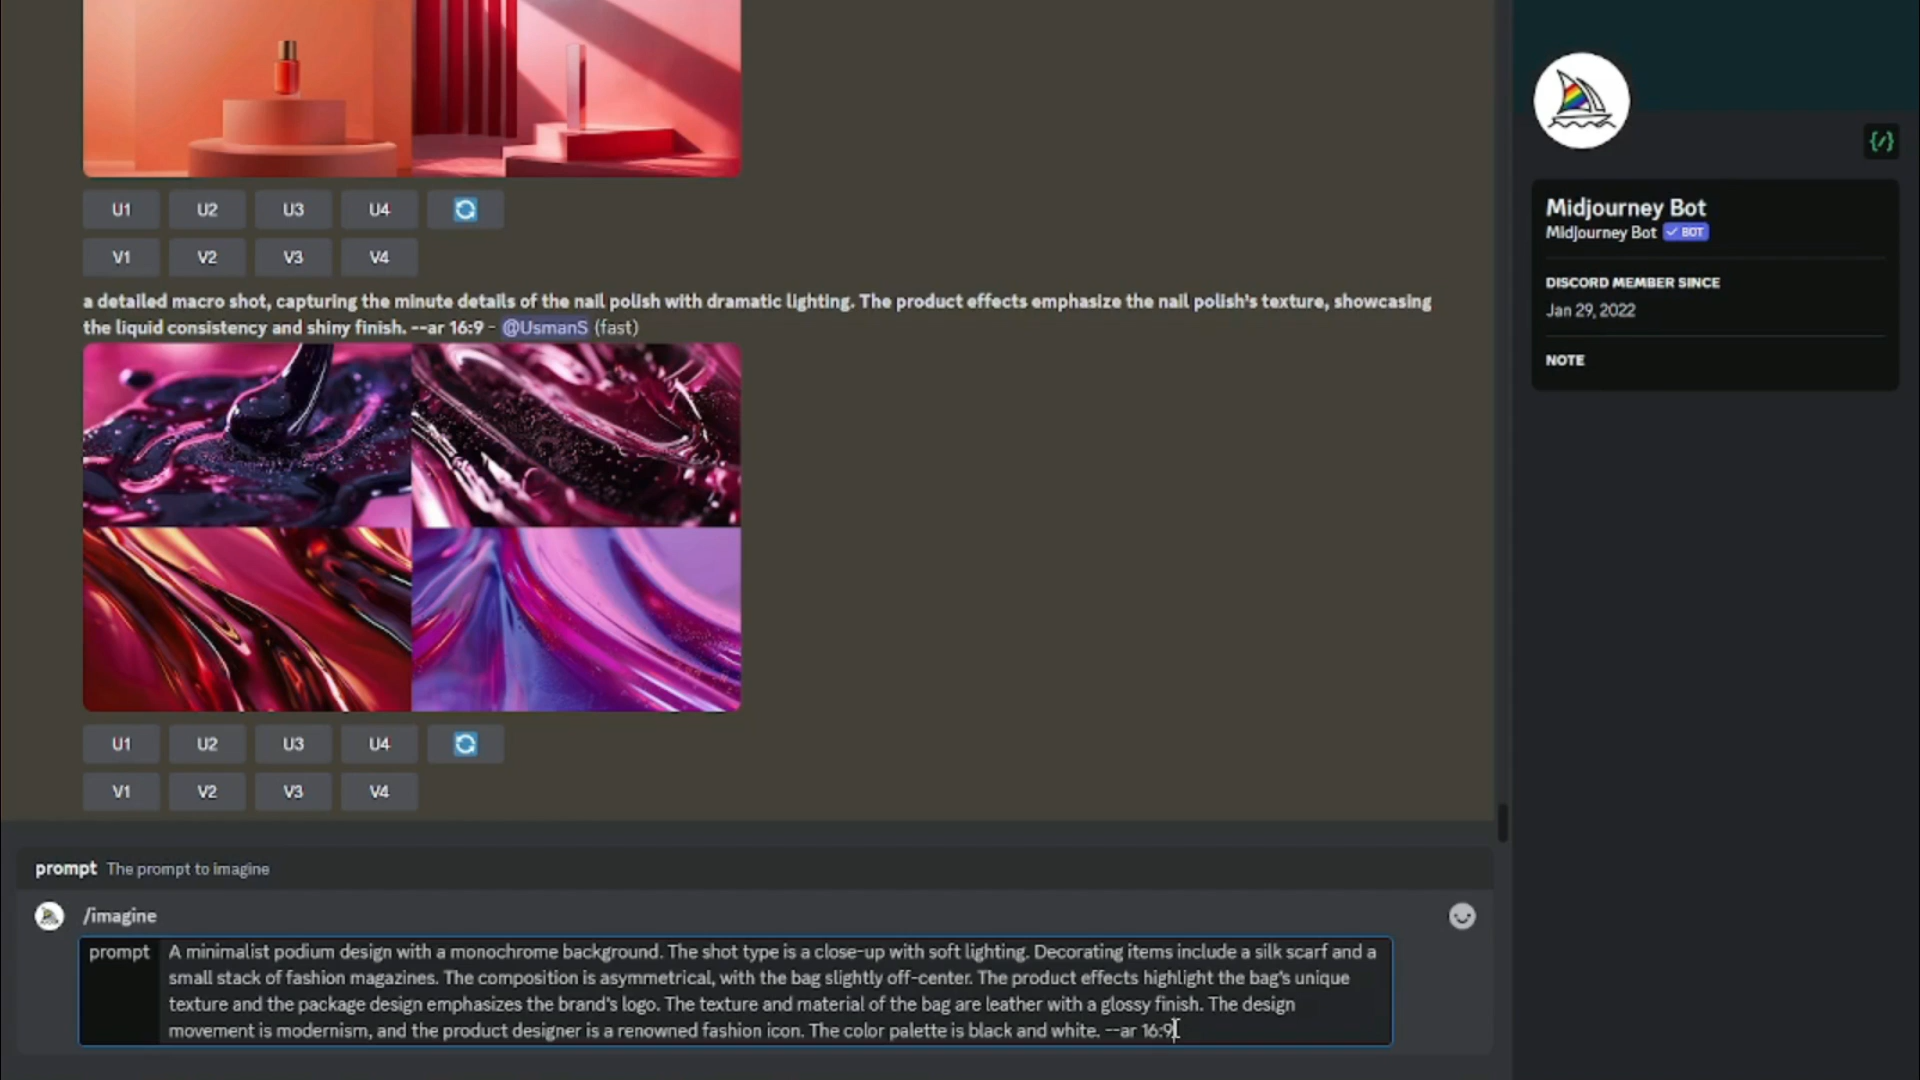 U1 U2 U3 U4
V1 V2 V3 V4
a detailed macro shot, capturing the minute details of the nail polish with dramatic lighting. The product effects emphasize the nail polish's texture, showcasing
the liquid consistency and shiny finish. --ar 16:9 - @UsmanS (fast)
U1 U2 U3 U4
V1 V2 V3 V4
prompt The prompt to imagine
/imagine
prompt A minimalist podium design with a monochrome background. The shot type is a close-up with soft lighting. Decorating items include a silk scarf and a
small stack of fashion magazines. The composition is asymmetrical, with the bag slightly off-center. The product effects highlight the bag's unique
texture and the package design emphasizes the brand's logo. The texture and material of the bag are leather with a glossy finish. The design
movement is modernism, and the product designer is a renowned fashion icon. The color palette is black and white. --ar 16:9
{/}
Midjourney Bot
Midjourney Bot ✓ BOT
DISCORD MEMBER SINCE
Jan 29, 2022
NOTE